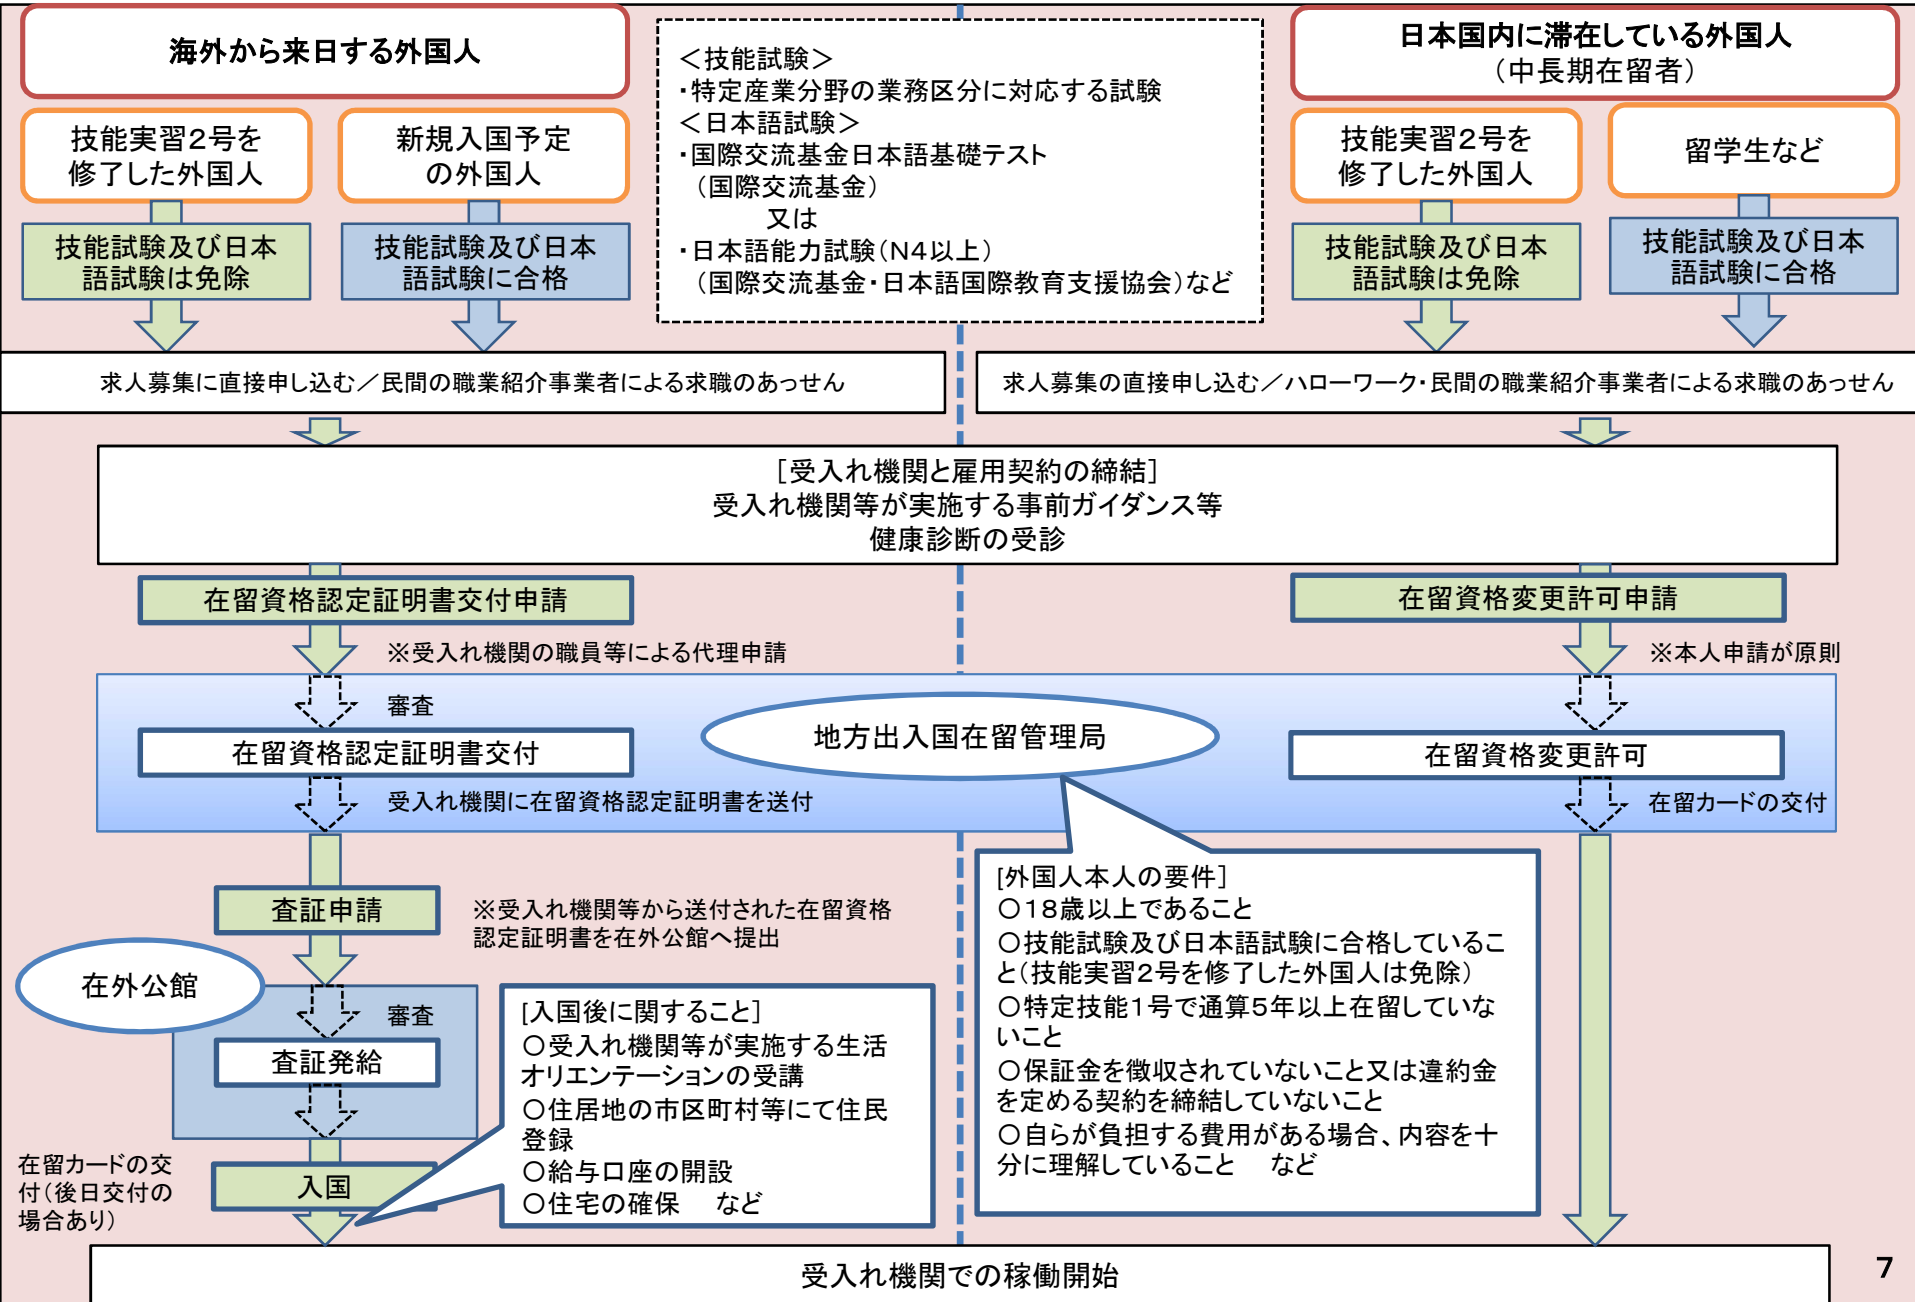 海外から来日する外国人
技能実習２号を
修了した外国人
新規入国予定
の外国人
技能試験及び日本
語試験は免除
技能試験及び日本
語試験に合格
＜技能試験＞
・特定産業分野の業務区分に対応する試験
＜日本語試験＞
・国際交流基金日本語基礎テスト
（国際交流基金）
又は
・日本語能力試験（Ｎ４以上）
（国際交流基金・日本語国際教育支援協会）など
日本国内に滞在している外国人
（中長期在留者）
技能実習２号を
修了した外国人
留学生など
技能試験及び日本
語試験は免除
技能試験及び日本
語試験に合格
求人募集に直接申し込む／民間の職業紹介事業者による求職のあっせん
求人募集の直接申し込む／ハローワーク・民間の職業紹介事業者による求職のあっせん
［受入れ機関と雇用契約の締結］
受入れ機関等が実施する事前ガイダンス等
健康診断の受診
在留資格認定証明書交付申請
※受入れ機関の職員等による代理申請
在留資格変更許可申請
※本人申請が原則
審査
在留資格認定証明書交付
受入れ機関に在留資格認定証明書を送付
地方出入国在留管理局
在留資格変更許可
在留カードの交付
査証申請
※受入れ機関等から送付された在留資格
認定証明書を在外公館へ提出
在外公館
審査
査証発給
在留カードの交
付（後日交付の
場合あり）
入国
[入国後に関すること］
○受入れ機関等が実施する生活
オリエンテーションの受講
○住居地の市区町村等にて住民
登録
○給与口座の開設
○住宅の確保　など
[外国人本人の要件］
○１８歳以上であること
○技能試験及び日本語試験に合格しているこ
と（技能実習２号を修了した外国人は免除）
○特定技能１号で通算５年以上在留していな
いこと
○保証金を徴収されていないこと又は違約金
を定める契約を締結していないこと
○自らが負担する費用がある場合、内容を十
分に理解していること　など
受入れ機関での稼働開始
7